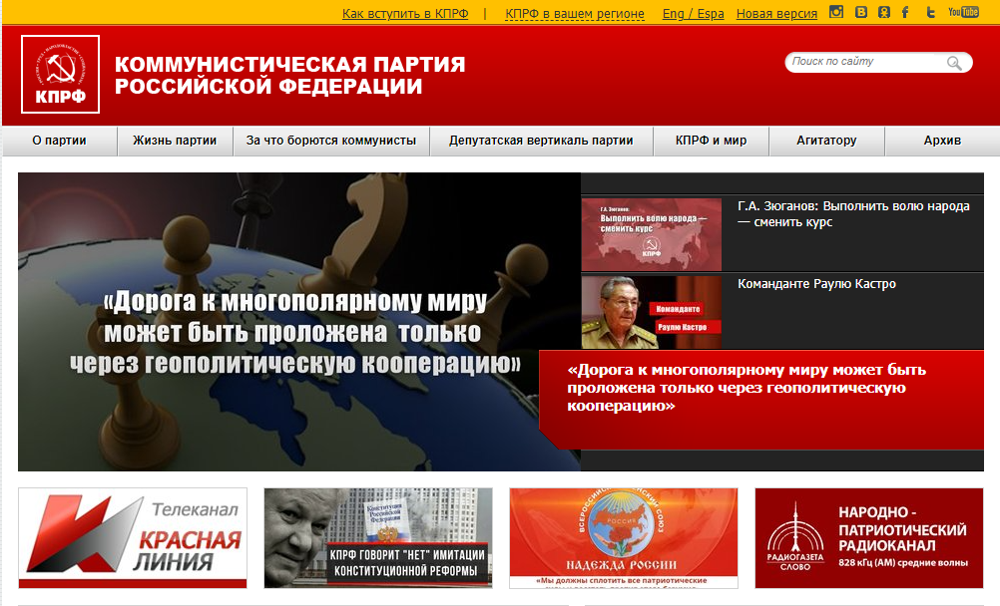 Как вступить в КПРФ | КПРФ в вашем регионе Eng / Espa Новая версия
You Tube
КПРФ
КОММУНИСТИЧЕСКАЯ ПАРТИЯ
РОССИЙСКОЙ ФЕДЕРАЦИИ
Поиск по сайту
О партии Жизнь партии За что борются коммунисты Депутатская вертикаль партии КПРФ и мир Агитатору Архив
«Дорога к многополярному миру
может быть проложена только
через геополитическую кооперацию»
Г.А. Зюганов:
Выполнить волю народа —
сменить курс
КПРФ
Г.А. Зюганов: Выполнить волю народа
— сменить курс
Команданте
Раулю Кастро
Команданте Раулю Кастро
«Дорога к многополярному миру может быть
проложена только через геополитическую
кооперацию»
Телеканал
КРАСНАЯ
ЛИНИЯ
Конституция
Российской
Федерации
КПРФ ГОВОРИТ "НЕТ" ИМИТАЦИИ
КОНСТИТУЦИОННОЙ РЕФОРМЫ
РОССИЯ
НАДЕЖДА РОССИИ
«Мы должны сплотить все патриотические
РАДИОГАЗЕТА
СЛОВО
НАРОДНО -
ПАТРИОТИЧЕСКИЙ
РАДИОКАНАЛ
828 кГц (АМ) средние волны